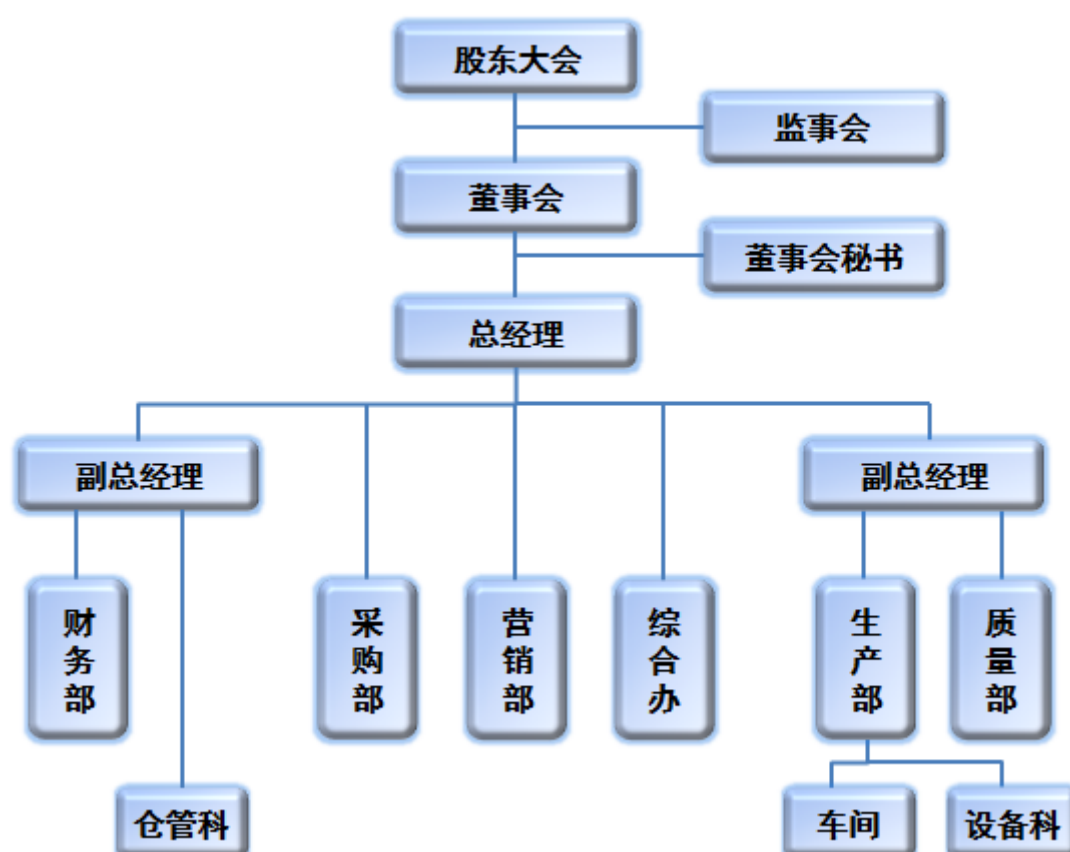 股东大会
监事会
董事会
董事会秘书
总经理
副总经理
副总经理
财务部
采购部
营销部
综合办
生产部
质量部
仓管科
车间
设备科